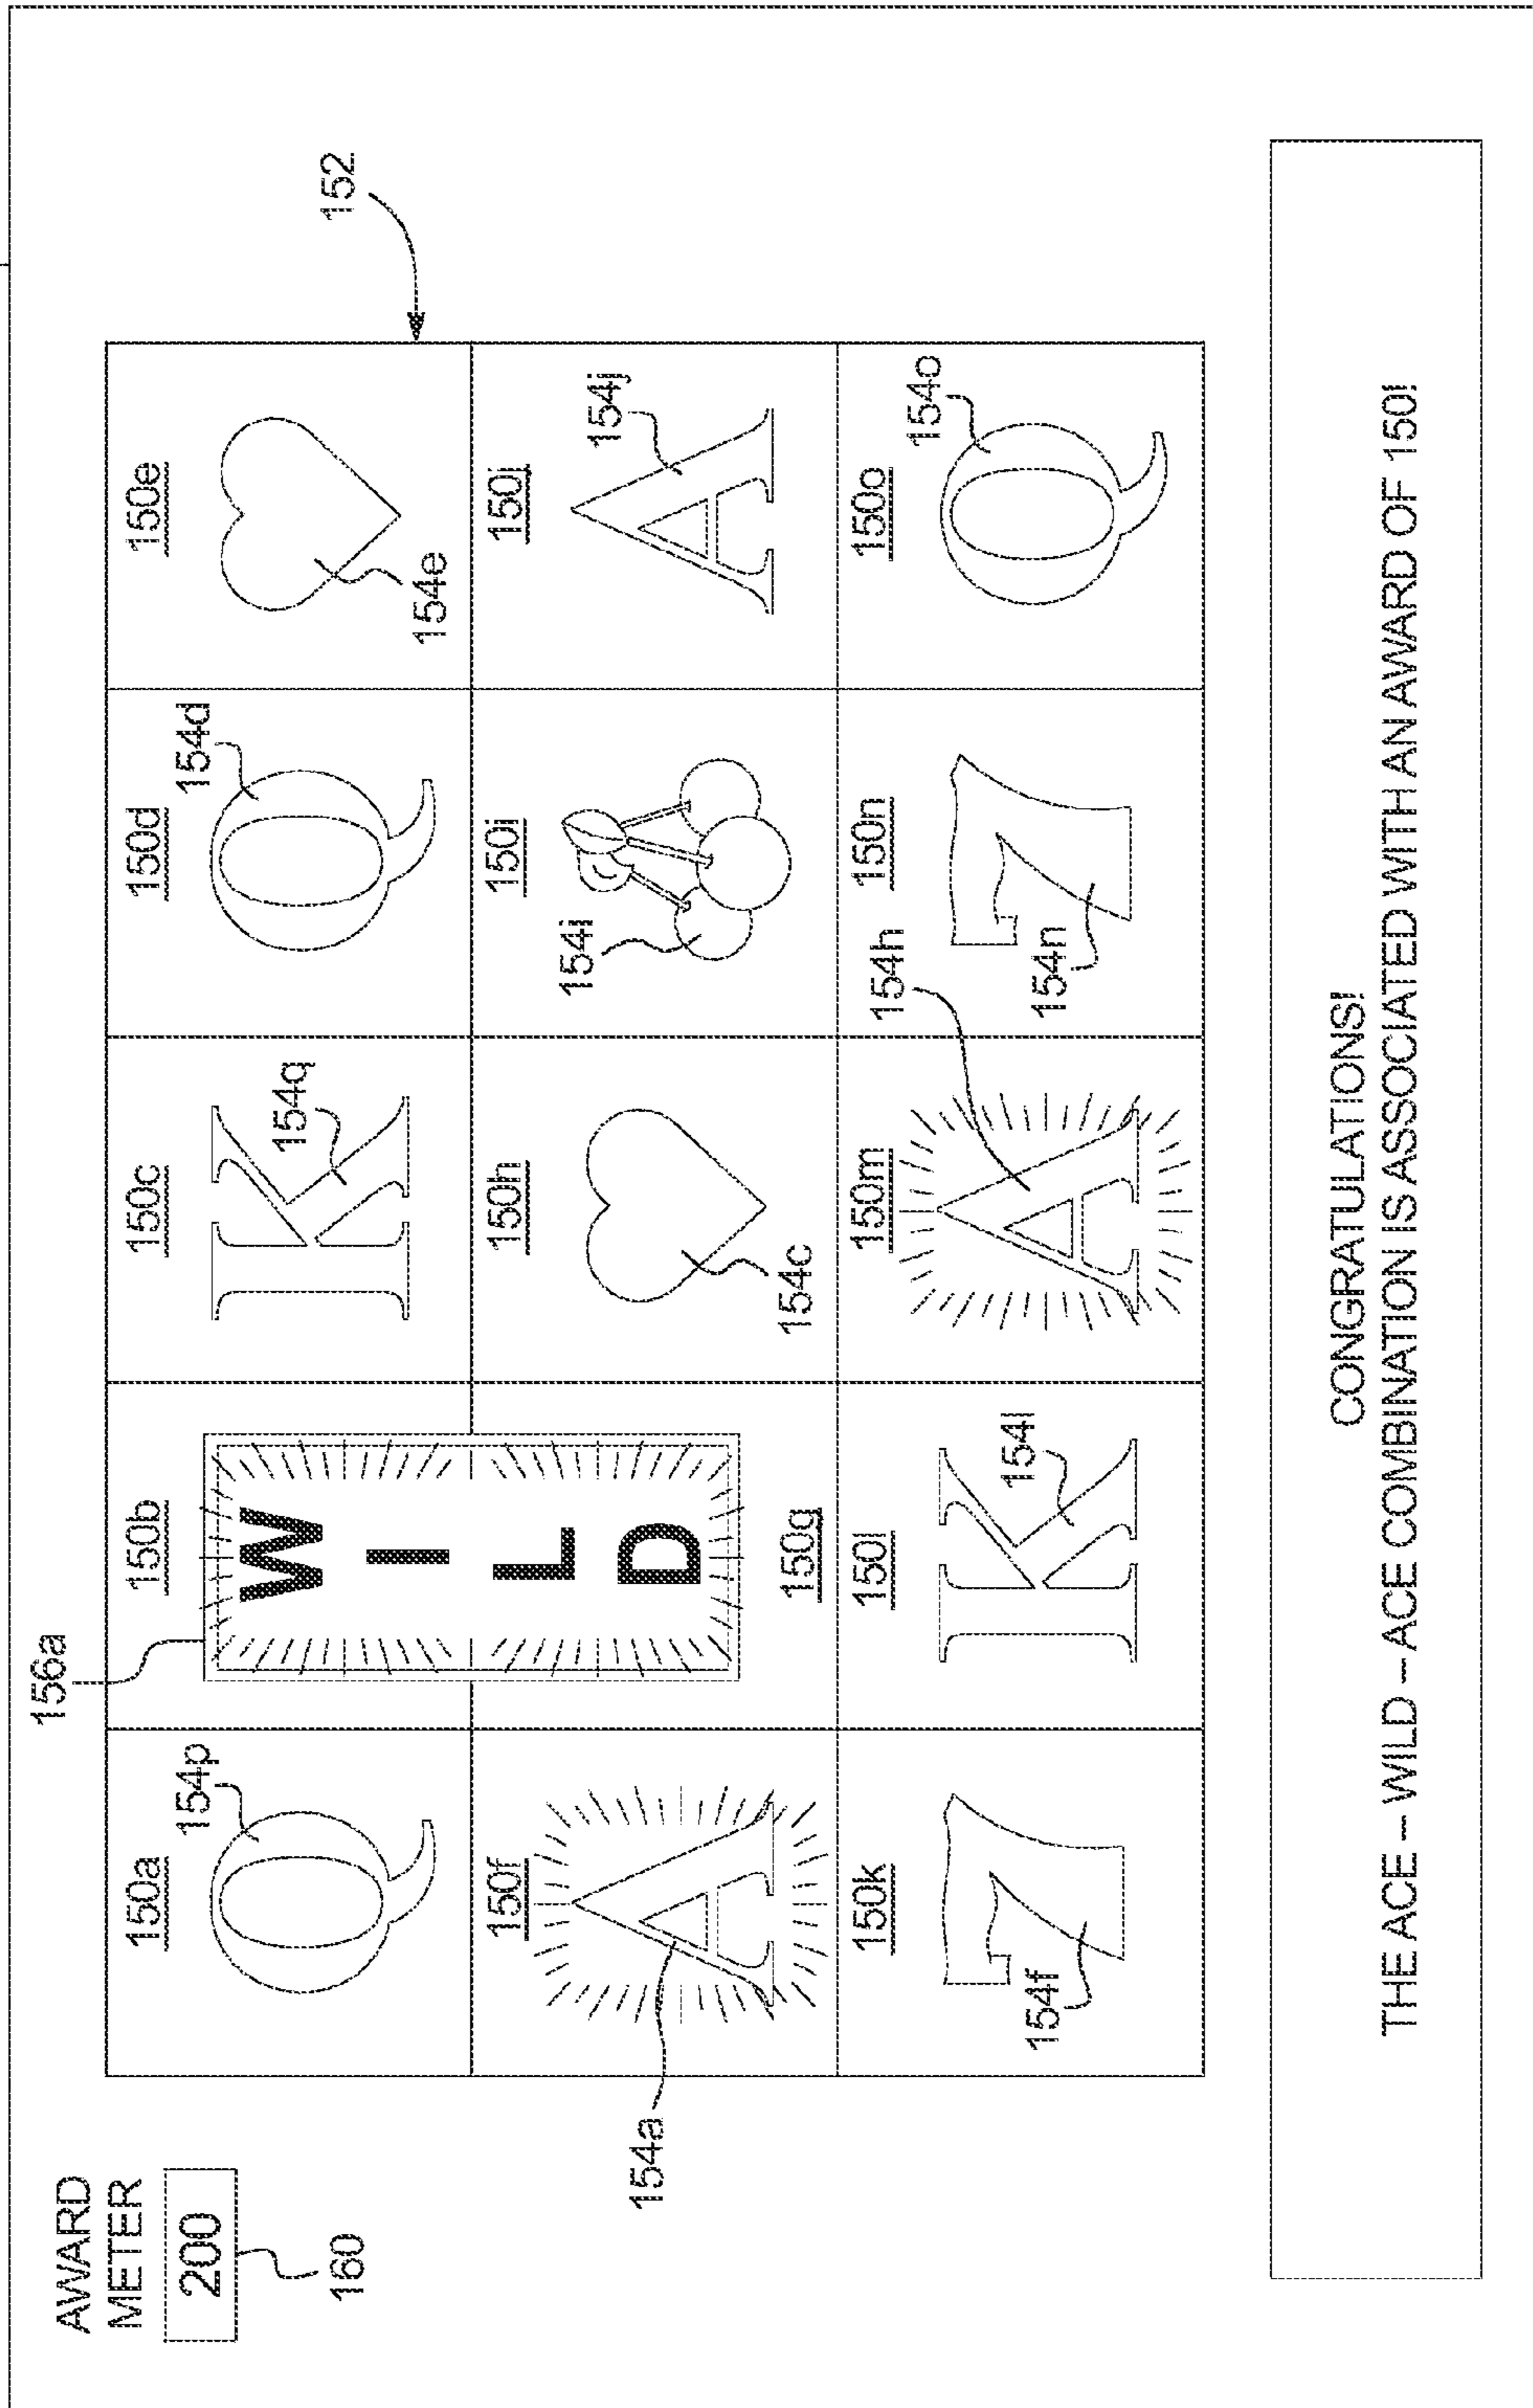 AWARD
METER
200
160
156a
152
150a
154p
Q
150b
W
I
L
D
150c
154q
K
150d
154d
Q
150e
154e
150f
154a
A
150g
150h
154c
150i
154i
150j
154j
A
150k
154f
7
150l
154l
K
150m
154h
A
150n
154n
7
150o
154o
Q
CONGRATULATIONS!
THE ACE – WILD – ACE COMBINATION IS ASSOCIATED WITH AN AWARD OF 150!